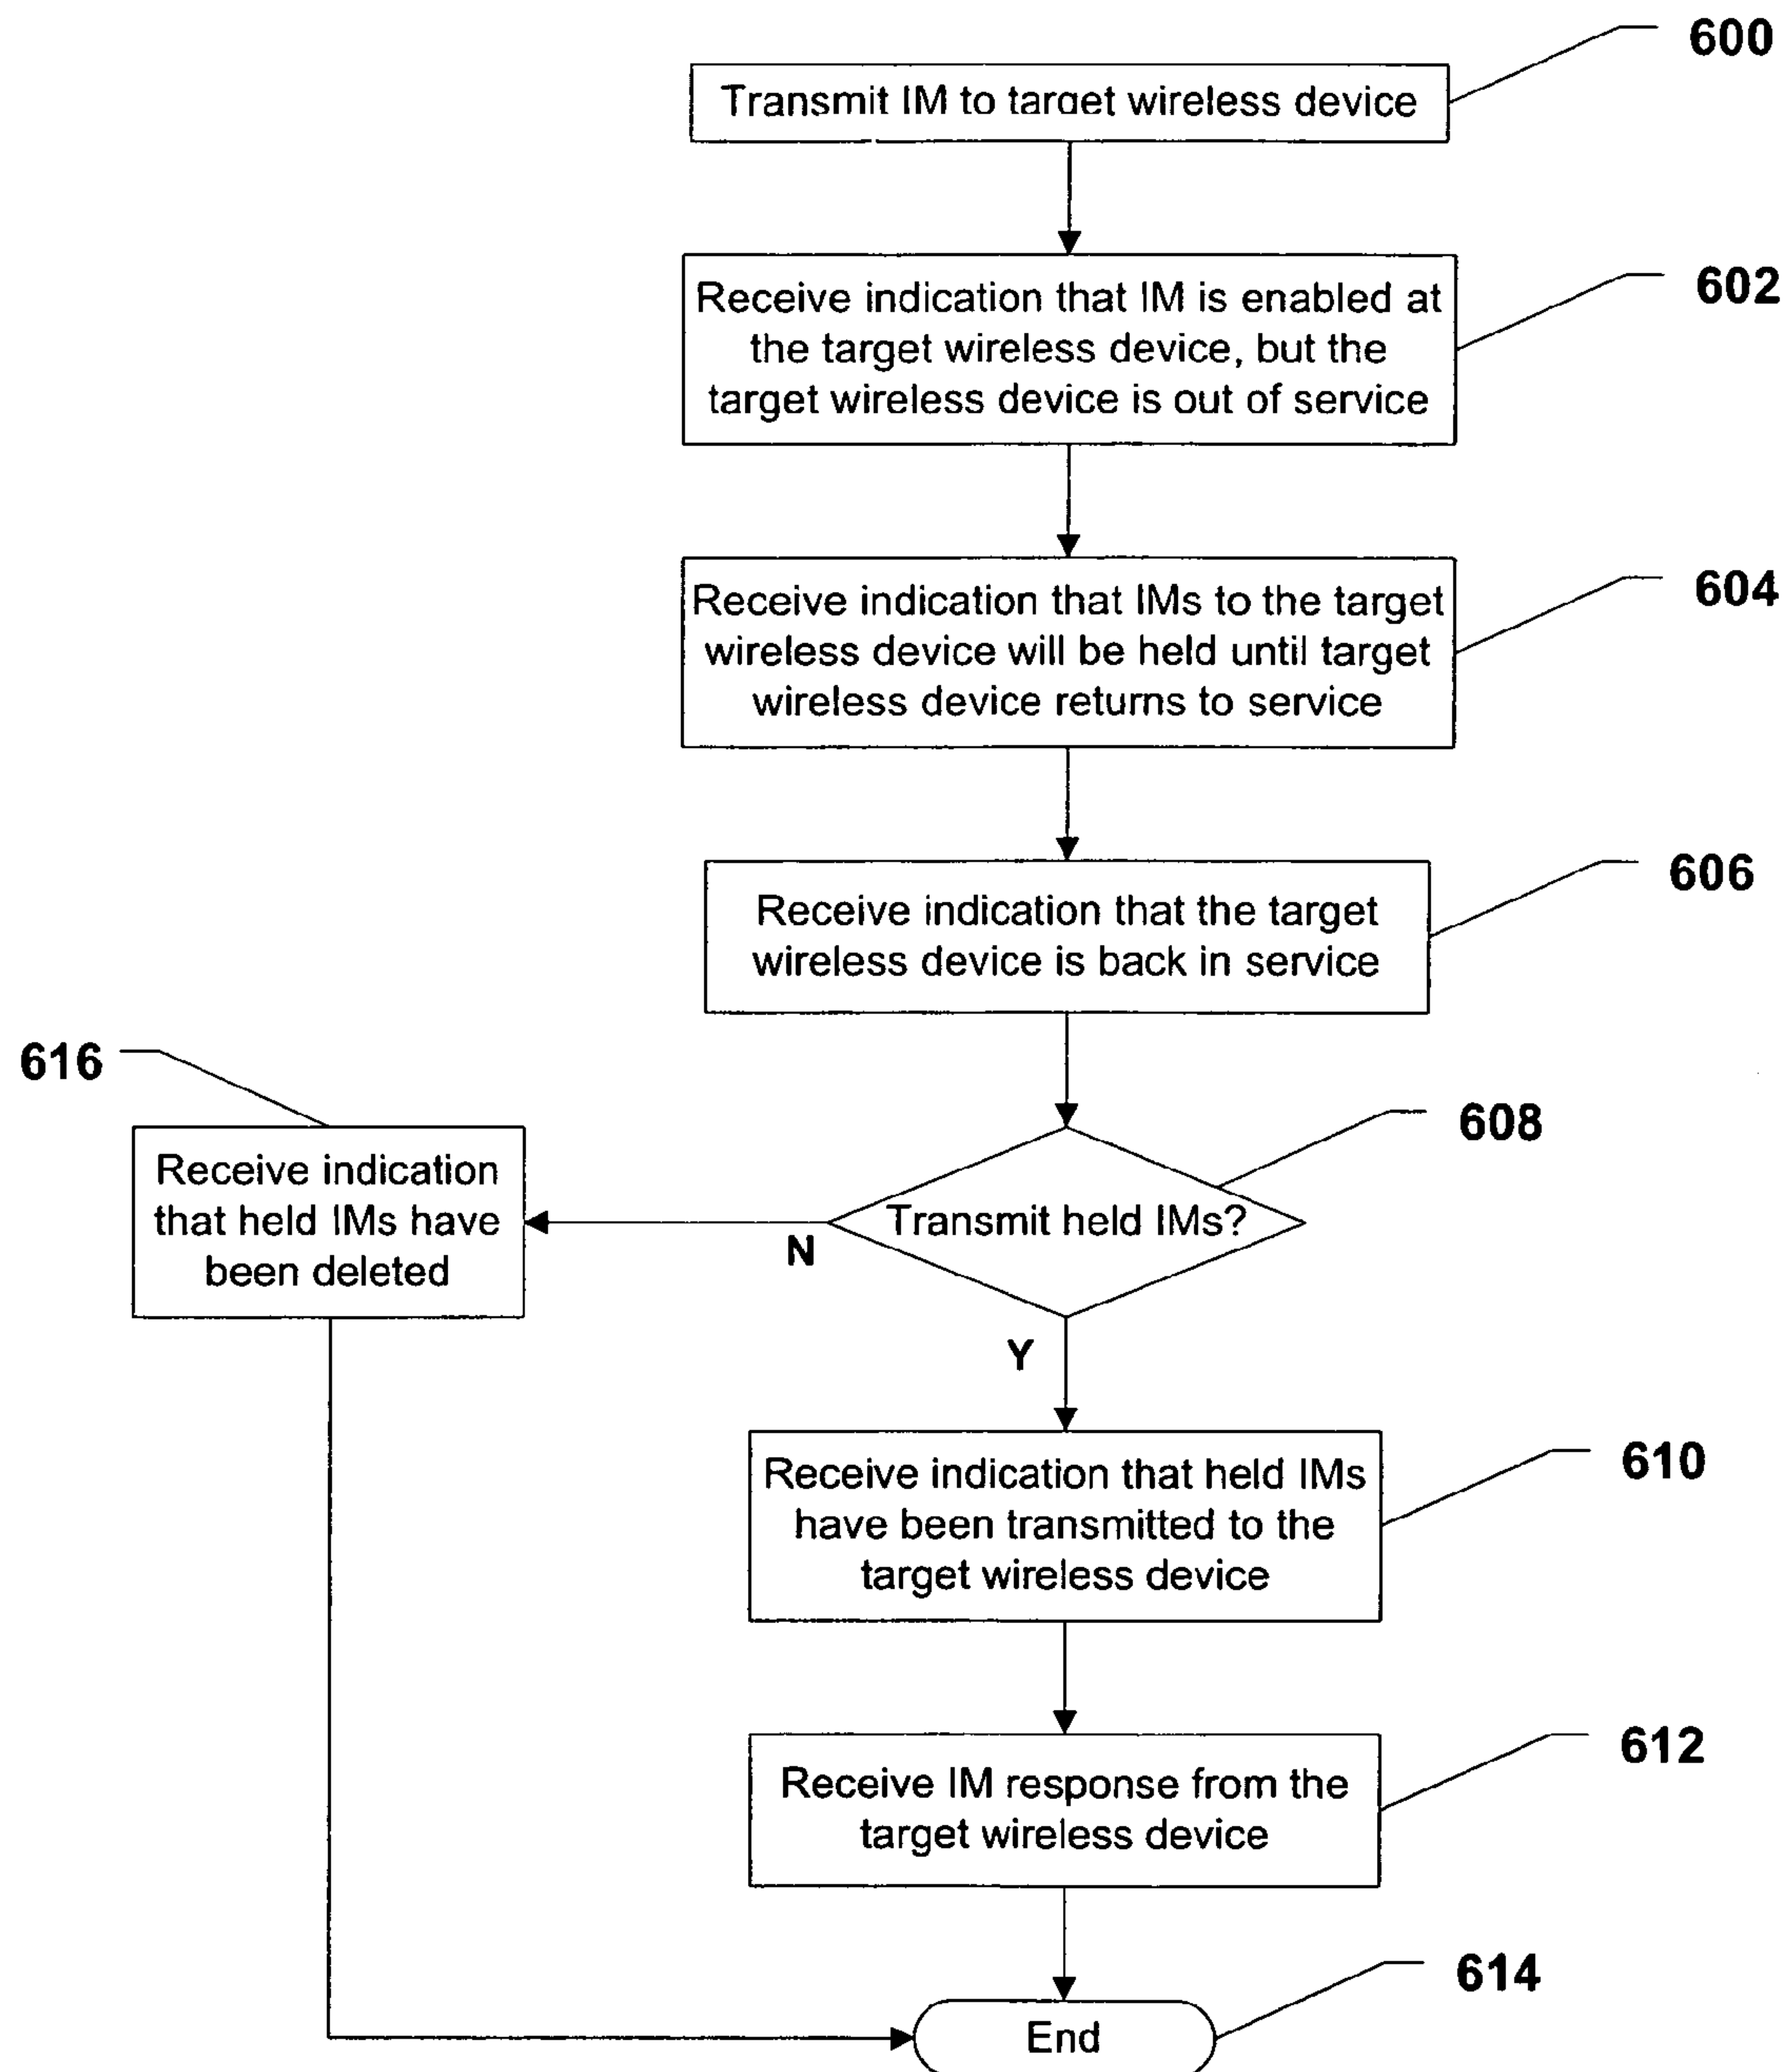 600
Transmit IM to target wireless device
602
Receive indication that IM is enabled at
the target wireless device, but the
target wireless device is out of service
604
Receive indication that IMs to the target
wireless device will be held until target
wireless device returns to service
606
Receive indication that the target
wireless device is back in service
616
608
Receive indication
that held IMs have
been deleted
Transmit held IMs?
N
Y
610
Receive indication that held IMs
have been transmitted to the
target wireless device
612
Receive IM response from the
target wireless device
614
End